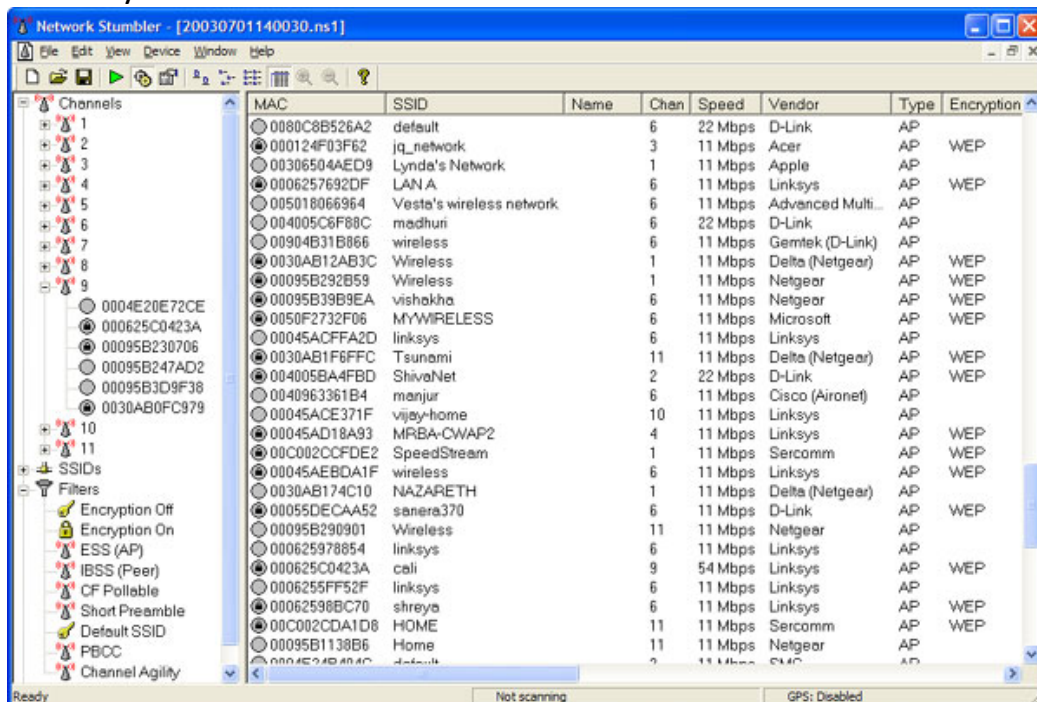 Network Stumbler - [20030701140030.ns1]
File Edit View Device Window Help
Channels
1
2
3
4
5
6
7
8
9
0004E20E72CE
000625C0423A
00095B230706
00095B247AD2
00095B3D9F38
0030AB0FC979
10
11
SSIDs
Filters
Encryption Off
Encryption On
ESS (AP)
IBSS (Peer)
CF Pollable
Short Preamble
Default SSID
PBCC
Channel Agility
MAC SSID Name Chan Speed Vendor Type Encryption
0080C8B526A2 default 6 22 Mbps D-Link AP
000124F03F62 jq_network 3 11 Mbps Acer AP WEP
00306504AED9 Lynda's Network 1 11 Mbps Apple AP
0006257692DF LAN A 6 11 Mbps Linksys AP WEP
005018066964 Vesta's wireless network 6 11 Mbps Advanced Multi... AP
004005C6F88C madhuri 6 22 Mbps D-Link AP
00904B31B866 wireless 6 11 Mbps Gemtek (D-Link) AP
0030AB12AB3C Wireless 1 11 Mbps Delta (Netgear) AP WEP
00095B292B59 Wireless 1 11 Mbps Netgear AP WEP
00095B39B9EA vishakha 6 11 Mbps Netgear AP WEP
0050F2732F06 MYWIRELESS 6 11 Mbps Microsoft AP WEP
00045ACFFA2D linksys 6 11 Mbps Linksys AP
0030AB1F6FFC Tsunami 11 11 Mbps Delta (Netgear) AP WEP
004005BA4FBD ShivaNet 2 22 Mbps D-Link AP WEP
0040963361B4 manjur 6 11 Mbps Cisco (Aironet) AP
00045ACE371F vijay-home 10 11 Mbps Linksys AP
00045AD18A93 MRBA-CWAP2 4 11 Mbps Linksys AP WEP
00C002CCFDE2 SpeedStream 1 11 Mbps Sercomm AP WEP
00045AEBDA1F wireless 6 11 Mbps Linksys AP WEP
0030AB174C10 NAZARETH 1 11 Mbps Delta (Netgear) AP
00055DECAA52 sanera370 6 11 Mbps D-Link AP WEP
00095B290901 Wireless 11 11 Mbps Netgear AP
000625978854 linksys 6 11 Mbps Linksys AP
000625C0423A cali 9 54 Mbps Linksys AP WEP
0006255FF52F linksys 6 11 Mbps Linksys AP
00062598BC70 shreya 6 11 Mbps Linksys AP WEP
00C002CDA1D8 HOME 11 11 Mbps Sercomm AP WEP
00095B1138B6 Home 11 11 Mbps Netgear AP
default 2 11 Mbps SMC AP
Ready Not scanning GPS: Disabled